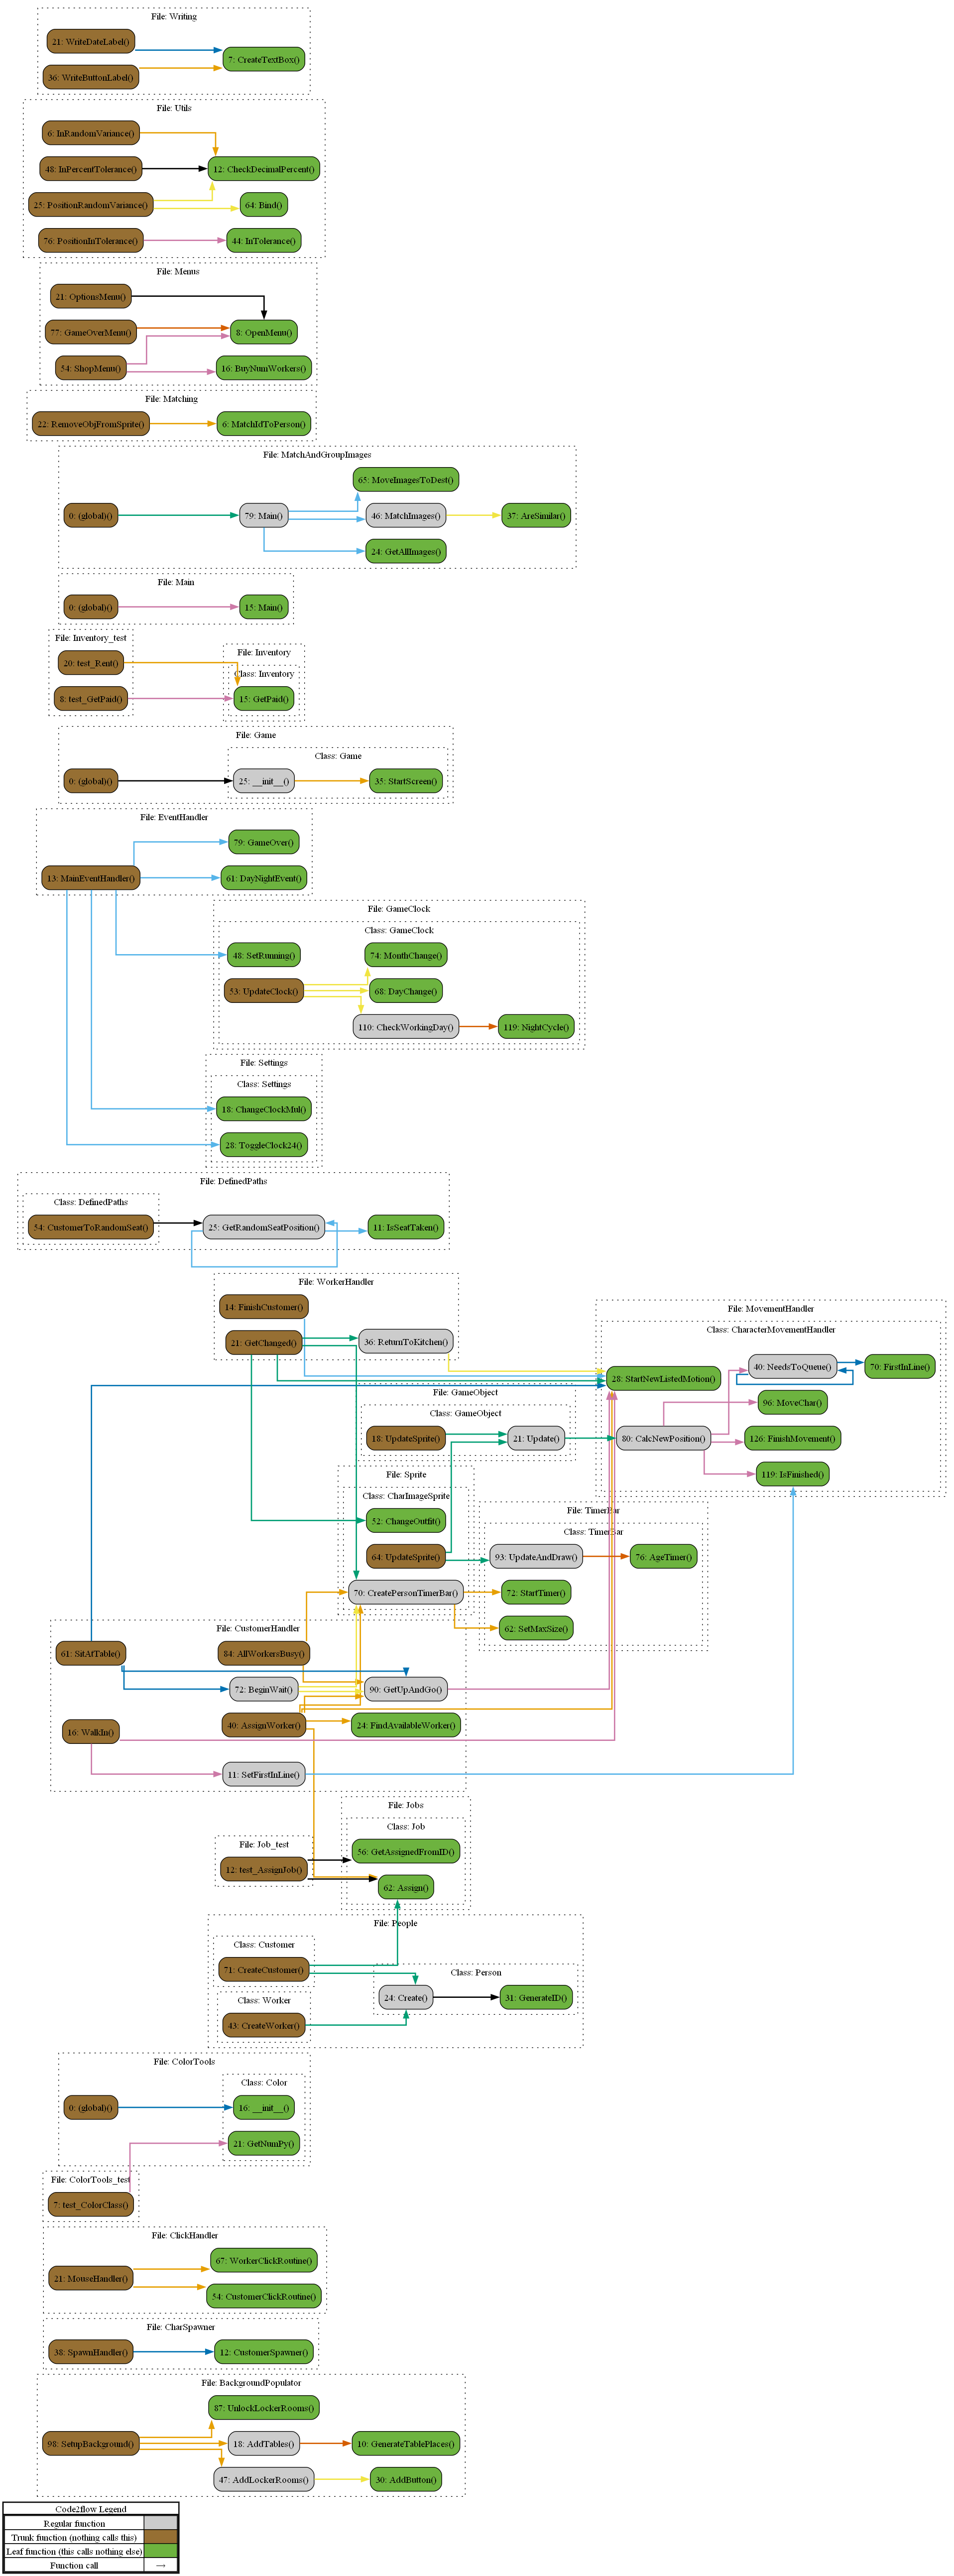 File: Writing
21: WriteDateLabel()
7: CreateTextBox()
36: WriteButtonLabel()
File: Utils
6: InRandomVariance()
48: InPercentTolerance()
12: CheckDecimalPercent()
25: PositionRandomVariance()
64: Bind()
76: PositionInTolerance()
44: InTolerance()
File: Menus
21: OptionsMenu()
77: GameOverMenu()
8: OpenMenu()
54: ShopMenu()
16: BuyNumWorkers()
File: Matching
22: RemoveObjFromSprite()
6: MatchIdToPerson()
File: MatchAndGroupImages
65: MoveImagesToDest()
0: (global)()
79: Main()
46: MatchImages()
37: AreSimilar()
24: GetAllImages()
File: Main
0: (global)()
15: Main()
File: Inventory_test
20: test_Rent()
8: test_GetPaid()
File: Inventory
Class: Inventory
15: GetPaid()
File: Game
Class: Game
0: (global)()
25: __init__()
35: StartScreen()
File: EventHandler
79: GameOver()
13: MainEventHandler()
61: DayNightEvent()
File: GameClock
Class: GameClock
48: SetRunning()
74: MonthChange()
53: UpdateClock()
68: DayChange()
110: CheckWorkingDay()
119: NightCycle()
File: Settings
Class: Settings
18: ChangeClockMul()
28: ToggleClock24()
File: DefinedPaths
Class: DefinedPaths
54: CustomerToRandomSeat()
25: GetRandomSeatPosition()
11: IsSeatTaken()
File: WorkerHandler
14: FinishCustomer()
21: GetChanged()
36: ReturnToKitchen()
File: MovementHandler
Class: CharacterMovementHandler
40: NeedsToQueue()
70: FirstInLine()
28: StartNewListedMotion()
96: MoveChar()
80: CalcNewPosition()
126: FinishMovement()
119: IsFinished()
File: GameObject
Class: GameObject
18: UpdateSprite()
21: Update()
File: Sprite
Class: CharImageSprite
52: ChangeOutfit()
64: UpdateSprite()
70: CreatePersonTimerBar()
File: TimerBar
Class: TimerBar
93: UpdateAndDraw()
76: AgeTimer()
72: StartTimer()
62: SetMaxSize()
File: CustomerHandler
61: SitAtTable()
84: AllWorkersBusy()
72: BeginWait()
90: GetUpAndGo()
40: AssignWorker()
24: FindAvailableWorker()
16: WalkIn()
11: SetFirstInLine()
File: Jobs
Class: Job
56: GetAssignedFromID()
62: Assign()
File: Job_test
12: test_AssignJob()
File: People
Class: Customer
71: CreateCustomer()
Class: Person
24: Create()
31: GenerateID()
Class: Worker
43: CreateWorker()
File: ColorTools
Class: Color
0: (global)()
16: __init__()
21: GetNumPy()
File: ColorTools_test
7: test_ColorClass()
File: ClickHandler
67: WorkerClickRoutine()
21: MouseHandler()
54: CustomerClickRoutine()
File: CharSpawner
38: SpawnHandler()
12: CustomerSpawner()
File: BackgroundPopulator
87: UnlockLockerRooms()
98: SetupBackground()
18: AddTables()
10: GenerateTablePlaces()
47: AddLockerRooms()
30: AddButton()
Code2flow Legend
Regular function
Trunk function (nothing calls this)
Leaf function (this calls nothing else)
Function call →